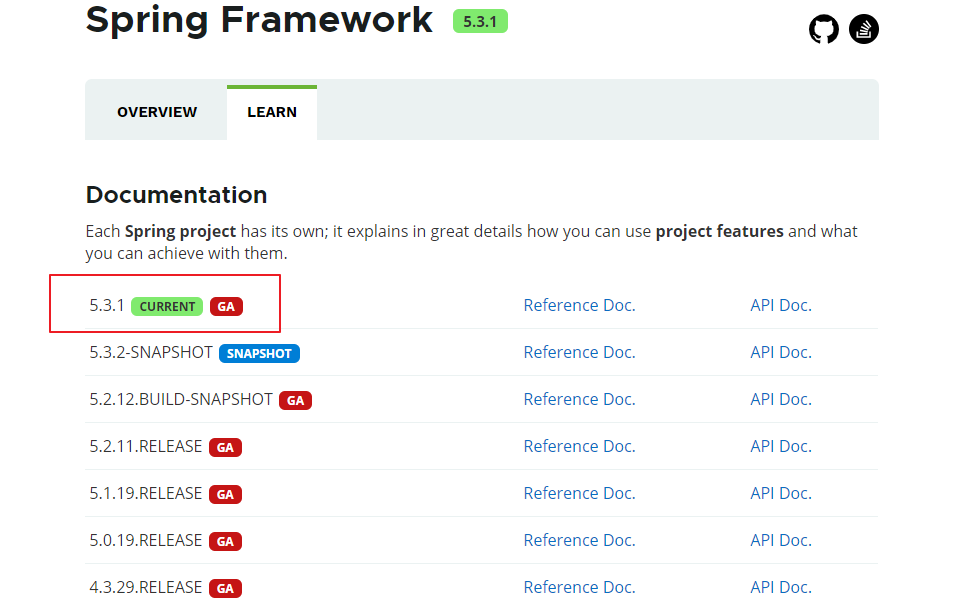 Spring Framework 5.3.1
OVERVIEW LEARN
Documentation
Each Spring project has its own; it explains in great details how you can use project features and what
you can achieve with them.
5.3.1 CURRENT GA Reference Doc. API Doc.
5.3.2-SNAPSHOT SNAPSHOT Reference Doc. API Doc.
5.2.12.BUILD-SNAPSHOT GA Reference Doc. API Doc.
5.2.11.RELEASE GA Reference Doc. API Doc.
5.1.19.RELEASE GA Reference Doc. API Doc.
5.0.19.RELEASE GA Reference Doc. API Doc.
4.3.29.RELEASE GA Reference Doc. API Doc.